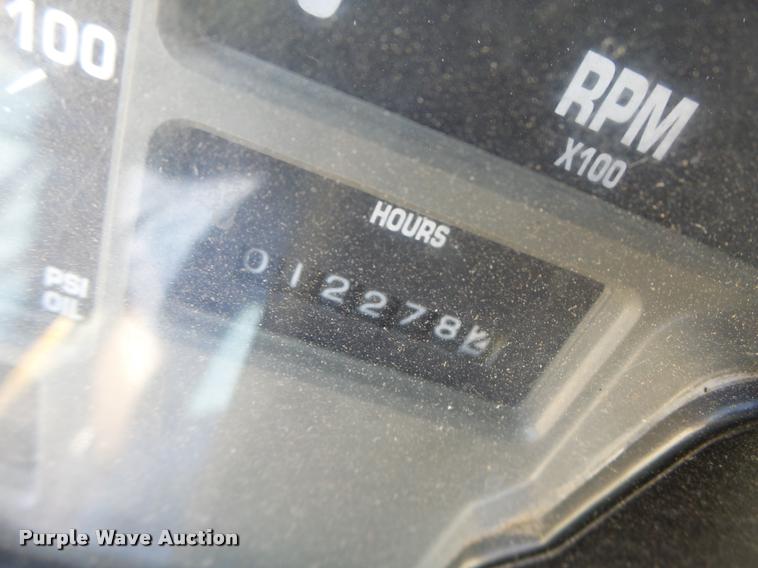 100
RPM
X100
HOURS
012278
PSI
OIL
Purple Wave Auction